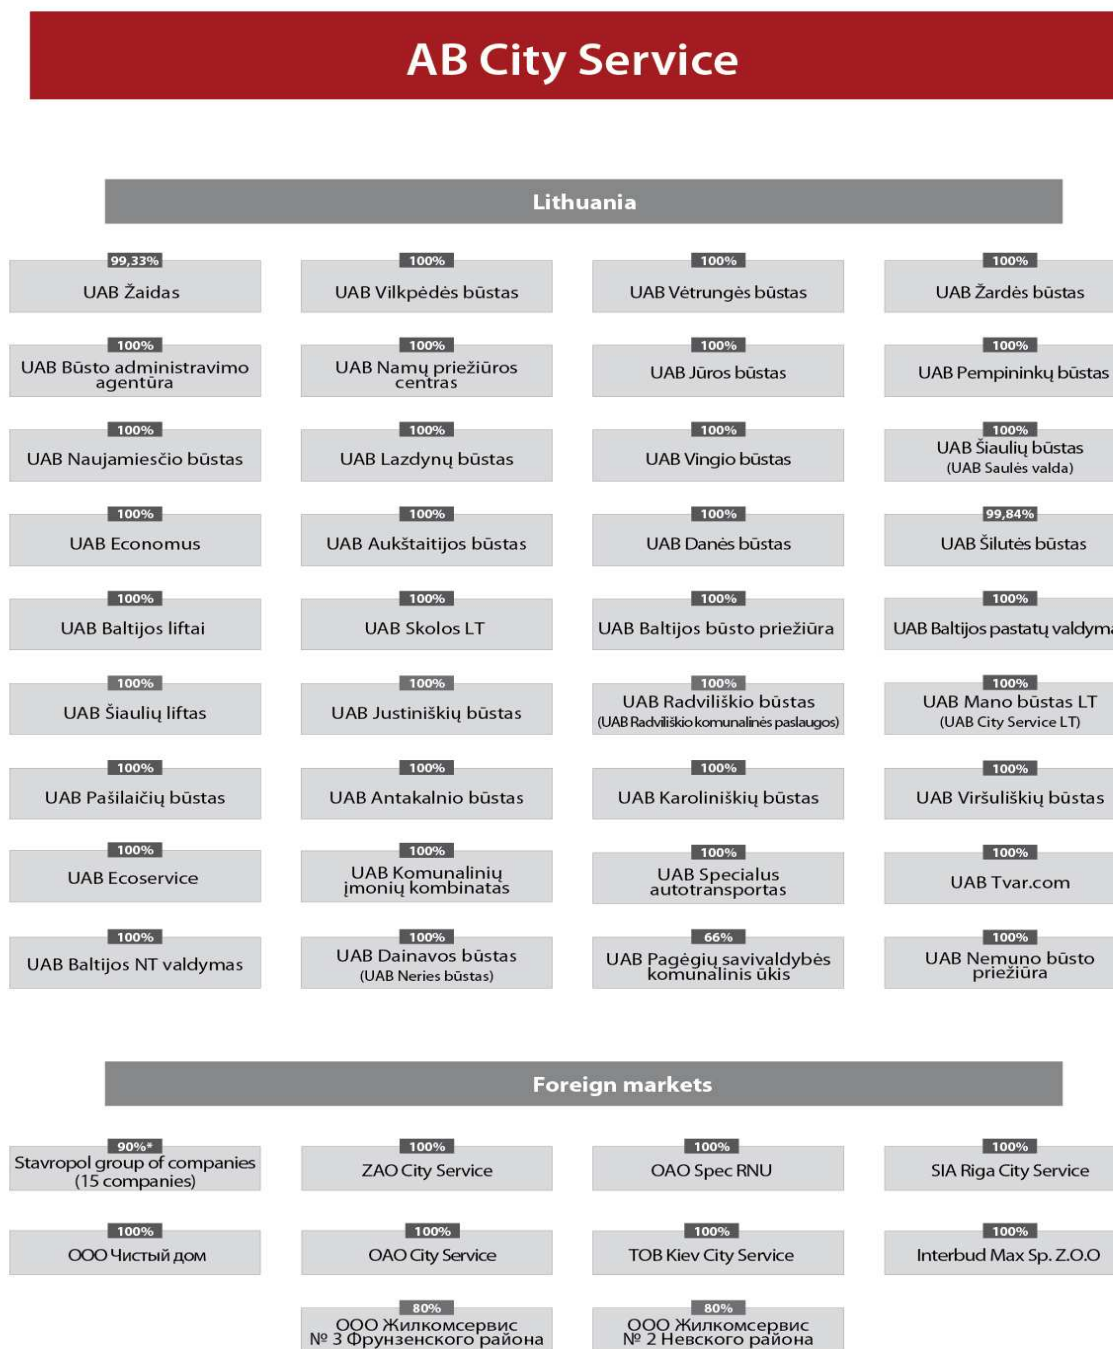 AB City Service
Lithuania
99,33%
UAB Žaidas
100%
UAB Vilkpėdės būstas
100%
UAB Vėtrungės būstas
100%
UAB Žardės būstas
100%
UAB Būsto administravimo
agentūra
100%
UAB Namų priežiūros
centras
100%
UAB Jūros būstas
100%
UAB Pempininkų būstas
100%
UAB Naujamiesčio būstas
100%
UAB Lazdynų būstas
100%
UAB Vingio būstas
100%
UAB Šiaulių būstas
(UAB Saulės valda)
100%
UAB Economus
100%
UAB Aukštaitijos būstas
100%
UAB Danės būstas
99,84%
UAB Šilutės būstas
100%
UAB Baltijos liftai
100%
UAB Skolos LT
100%
UAB Baltijos būsto priežiūra
100%
UAB Baltijos pastatų valdyma
100%
UAB Šiaulių liftas
100%
UAB Justiniškių būstas
100%
UAB Radviliškio būstas
(UAB Radviliškio komunalinės paslaugos)
100%
UAB Mano būstas LT
(UAB City Service LT)
100%
UAB Pašilaičių būstas
100%
UAB Antakalnio būstas
100%
UAB Karoliniškių būstas
100%
UAB Viršuliškių būstas
100%
UAB Ecoservice
100%
UAB Komunalinių
įmonių kombinatas
100%
UAB Specialus
autotransportas
100%
UAB Tvar.com
100%
UAB Baltijos NT valdymas
100%
UAB Dainavos būstas
(UAB Neries būstas)
66%
UAB Pagėgių savivaldybės
komunalinis ūkis
100%
UAB Nemuno būsto
priežiūra
Foreign markets
90%*
Stavropol group of companies
(15 companies)
100%
ZAO City Service
100%
OAO Spec RNU
100%
SIA Riga City Service
100%
ООО Чистый дом
100%
OAO City Service
100%
TOB Kiev City Service
100%
Interbud Max Sp. Z.O.O
80%
ООО Жилкомсервис
№ 3 Фрунзенского района
80%
ООО Жилкомсервис
№ 2 Невского района